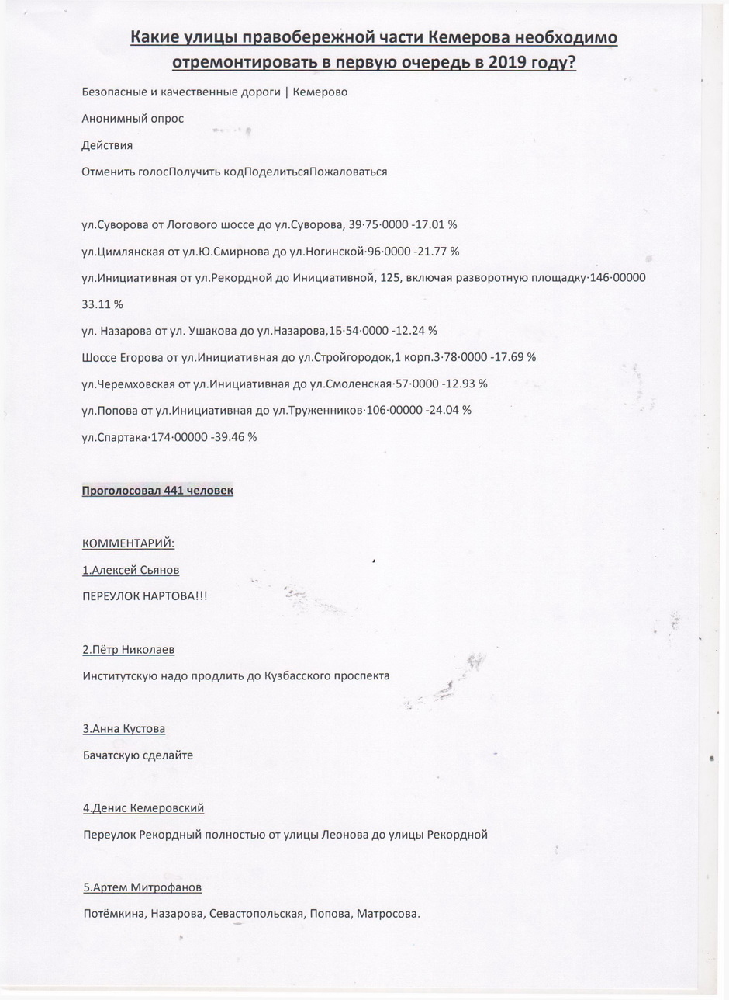 Какие улицы правобережной части Кемерова необходимо
отремонтировать в первую очередь в 2019 году?
Безопасные и качественные дороги | Кемерово
Анонимный опрос
Действия
Отменить голосПолучить кодПоделитьсяПожаловаться
ул.Суворова от Логового шоссе до ул.Суворова, 39·75·0000 -17.01 %
ул.Цимлянская от ул.Ю.Смирнова до ул.Ногинской·96·0000 -21.77 %
ул.Инициативная от ул.Рекордной до Инициативной, 125, включая разворотную площадку·146·00000
33.11 %
ул. Назарова от ул. Ушакова до ул.Назарова,1Б·54·0000 -12.24 %
Шоссе Егорова от ул.Инициативная до ул.Стройгородок,1 корп.3·78·0000 -17.69 %
ул.Черемховская от ул.Инициативная до ул.Смоленская·57·0000 -12.93 %
ул.Попова от ул.Инициативная до ул.Труженников·106·00000 -24.04 %
ул.Спартака·174·00000 -39.46 %
Проголосовал 441 человек
КОММЕНТАРИЙ:
1.Алексей Сьянов
ПЕРЕУЛОК НАРТОВА!!!
2.Пётр Николаев
Институтскую надо продлить до Кузбасского проспекта
3.Анна Кустова
Бачатскую сделайте
4.Денис Кемеровский
Переулок Рекордный полностью от улицы Леонова до улицы Рекордной
5.Артем Митрофанов
Потёмкина, Назарова, Севастопольская, Попова, Матросова.